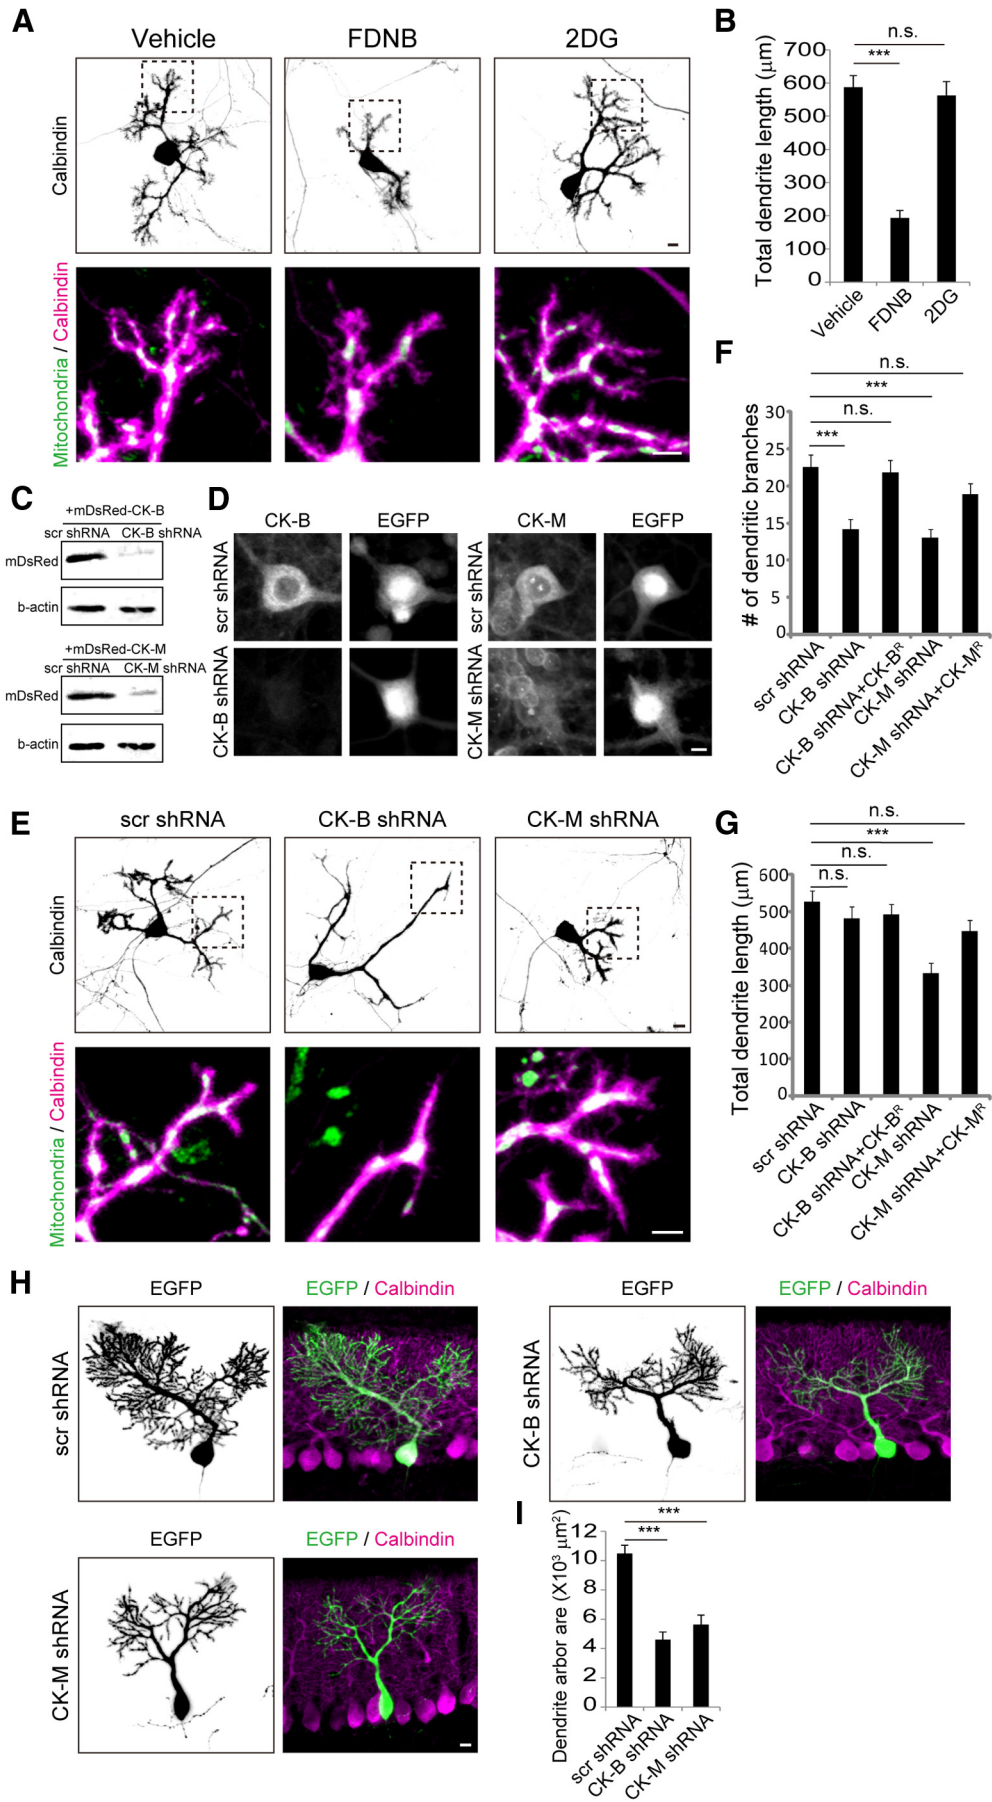 A
Vehicle FDNB 2DG
Calbindin
Mitochondria / Calbindin
B
n.s.
***
Total dendrite length (µm)
700
600
500
400
300
200
100
0
Vehicle FDNB 2DG
C
+mDsRed-CK-B
scr shRNA CK-B shRNA
mDsRed
b-actin
+mDsRed-CK-M
scr shRNA CK-M shRNA
mDsRed
b-actin
D
CK-B EGFP CK-M EGFP
scr shRNA
CK-B shRNA
scr shRNA
CK-M shRNA
F
n.s.
***
n.s.
***
# of dendritic branches
30
25
20
15
10
5
0
scr shRNA
CK-B shRNA
CK-B shRNA+CK-Bᴿ
CK-M shRNA
CK-M shRNA+CK-Mᴿ
E
scr shRNA CK-B shRNA CK-M shRNA
Calbindin
Mitochondria / Calbindin
G
n.s.
***
n.s.
n.s.
Total dendrite length (µm)
600
500
400
300
200
100
0
scr shRNA
CK-B shRNA
CK-B shRNA+CK-Bᴿ
CK-M shRNA
CK-M shRNA+CK-Mᴿ
H
EGFP EGFP / Calbindin EGFP EGFP / Calbindin
scr shRNA
CK-B shRNA
EGFP EGFP / Calbindin
CK-M shRNA
I
***
***
Dendrite arbor are (X10³ µm²)
12
10
8
6
4
2
0
scr shRNA
CK-B shRNA
CK-M shRNA